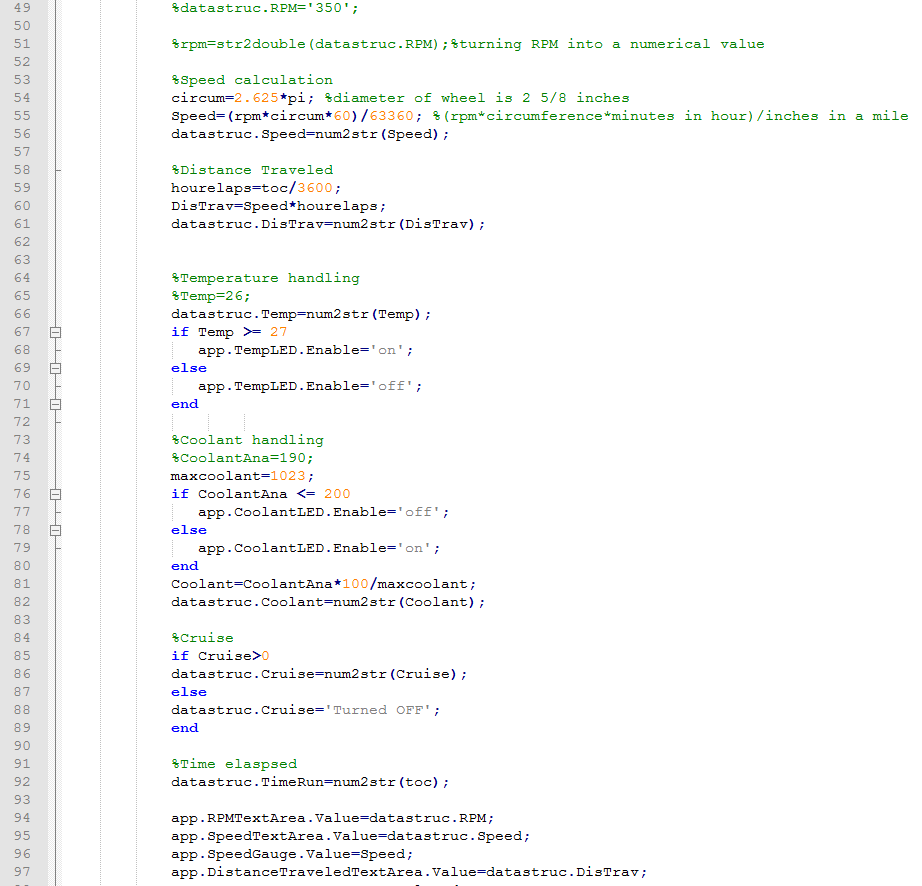 49 %datastruc.RPM='350';
50
51 %rpm=str2double(datastruc.RPM);%turning RPM into a numerical value
52
53 %Speed calculation
54 circum=2.625*pi; %diameter of wheel is 2 5/8 inches
55 Speed=(rpm*circum*60)/63360; %(rpm*circumference*minutes in hour)/inches in a mile
56 datastruc.Speed=num2str(Speed);
57
58 %Distance Traveled
59 hourelaps=toc/3600;
60 DisTrav=Speed*hourelaps;
61 datastruc.DisTrav=num2str(DisTrav);
62
63
64 %Temperature handling
65 %Temp=26;
66 datastruc.Temp=num2str(Temp);
67 if Temp >= 27
68 app.TempLED.Enable='on';
69 else
70 app.TempLED.Enable='off';
71 end
72
73 %Coolant handling
74 %CoolantAna=190;
75 maxcoolant=1023;
76 if CoolantAna <= 200
77 app.CoolantLED.Enable='off';
78 else
79 app.CoolantLED.Enable='on';
80 end
81 Coolant=CoolantAna*100/maxcoolant;
82 datastruc.Coolant=num2str(Coolant);
83
84 %Cruise
85 if Cruise>0
86 datastruc.Cruise=num2str(Cruise);
87 else
88 datastruc.Cruise='Turned OFF';
89 end
90
91 %Time elaspsed
92 datastruc.TimeRun=num2str(toc);
93
94 app.RPMTextArea.Value=datastruc.RPM;
95 app.SpeedTextArea.Value=datastruc.Speed;
96 app.SpeedGauge.Value=Speed;
97 app.DistanceTraveledTextArea.Value=datastruc.DisTrav;